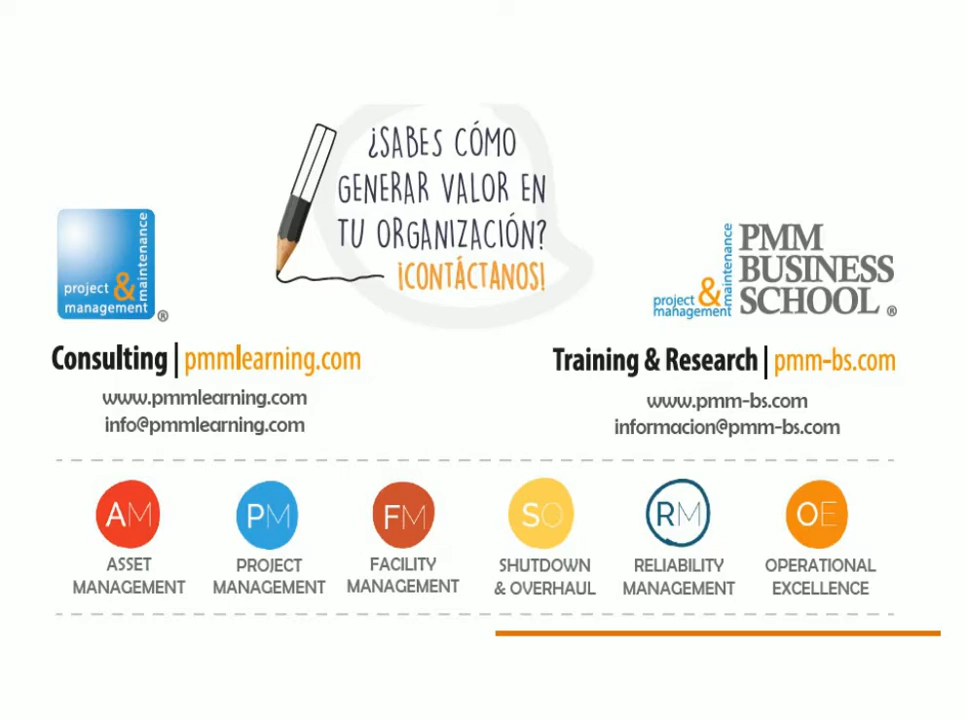 ¿SABES CÓMO
GENERAR VALOR EN
TU ORGANIZACIÓN?
¡CONTÁCTANOS!
project & management
maintenance
®
project & management
maintenance
PMM
BUSINESS
SCHOOL ®
Consulting | pmmlearning.com
www.pmmlearning.com
info@pmmlearning.com
Training & Research | pmm-bs.com
www.pmm-bs.com
informacion@pmm-bs.com
AM
ASSET
MANAGEMENT
PM
PROJECT
MANAGEMENT
FM
FACILITY
MANAGEMENT
SO
SHUTDOWN
& OVERHAUL
RM
RELIABILITY
MANAGEMENT
OE
OPERATIONAL
EXCELLENCE